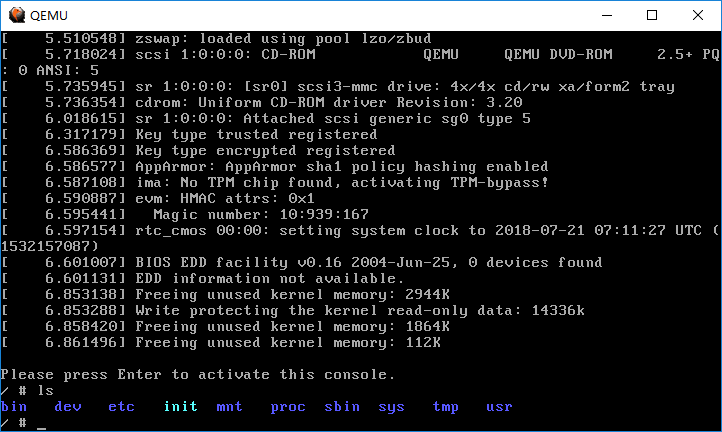 QEMU
[    5.510548] zswap: loaded using pool lzo/zbud
[    5.718024] scsi 1:0:0:0: CD-ROM            QEMU     QEMU DVD-ROM     2.5+ PQ
: 0 ANSI: 5
[    5.735945] sr 1:0:0:0: [sr0] scsi3-mmc drive: 4x/4x cd/rw xa/form2 tray
[    5.736354] cdrom: Uniform CD-ROM driver Revision: 3.20
[    6.018615] sr 1:0:0:0: Attached scsi generic sg0 type 5
[    6.317179] Key type trusted registered
[    6.586369] Key type encrypted registered
[    6.586577] AppArmor: AppArmor sha1 policy hashing enabled
[    6.587108] ima: No TPM chip found, activating TPM-bypass!
[    6.590887] evm: HMAC attrs: 0x1
[    6.595441]   Magic number: 10:939:167
[    6.597154] rtc_cmos 00:00: setting system clock to 2018-07-21 07:11:27 UTC (
1532157087)
[    6.601007] BIOS EDD facility v0.16 2004-Jun-25, 0 devices found
[    6.601131] EDD information not available.
[    6.853138] Freeing unused kernel memory: 2944K
[    6.853288] Write protecting the kernel read-only data: 14336k
[    6.858420] Freeing unused kernel memory: 1864K
[    6.861496] Freeing unused kernel memory: 112K
Please press Enter to activate this console.
/ # ls
bin   dev   etc   init  mnt   proc  sbin  sys   tmp   usr
/ # _